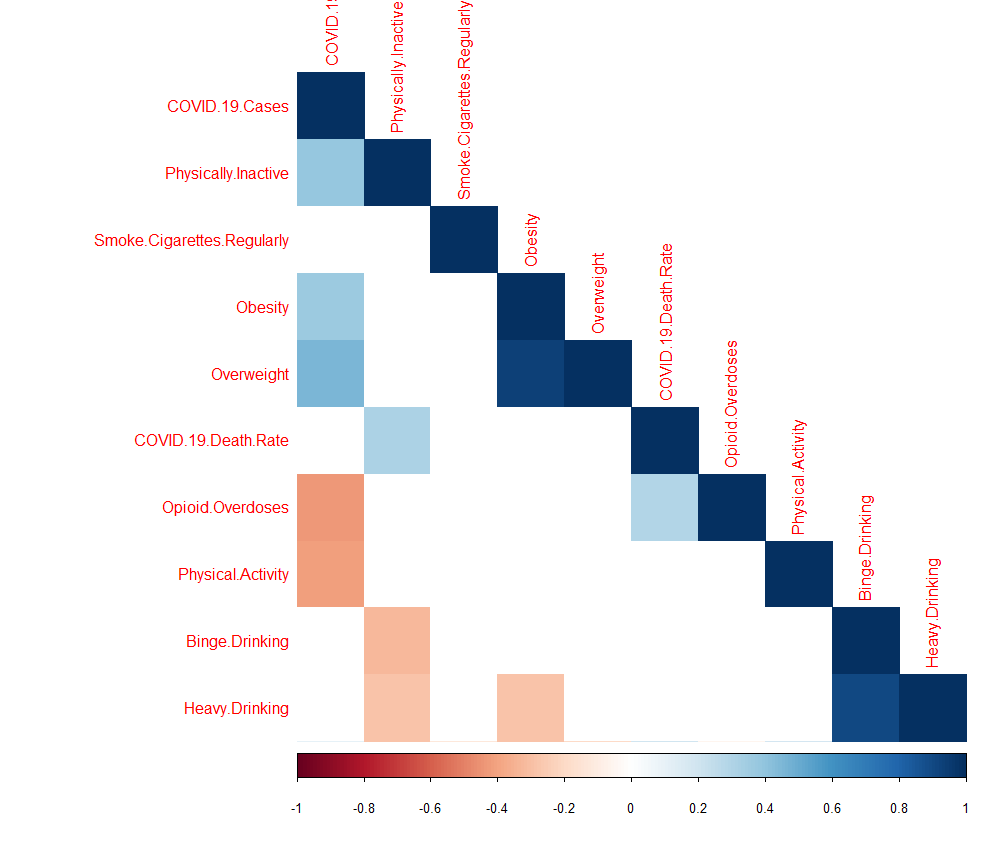 COVID.19
Physically.Inactive
Smoke.Cigarettes.Regularly
Obesity
Overweight
COVID.19.Death.Rate
Opioid.Overdoses
Physical.Activity
Binge.Drinking
Heavy.Drinking
COVID.19.Cases
Physically.Inactive
Smoke.Cigarettes.Regularly
Obesity
Overweight
COVID.19.Death.Rate
Opioid.Overdoses
Physical.Activity
Binge.Drinking
Heavy.Drinking
-1 -0.8 -0.6 -0.4 -0.2 0 0.2 0.4 0.6 0.8 1